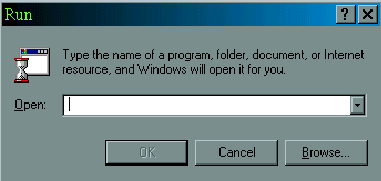 Run
Type the name of a program, folder, document, or Internet
resource, and Windows will open it for you.
Open:
OK Cancel Browse...